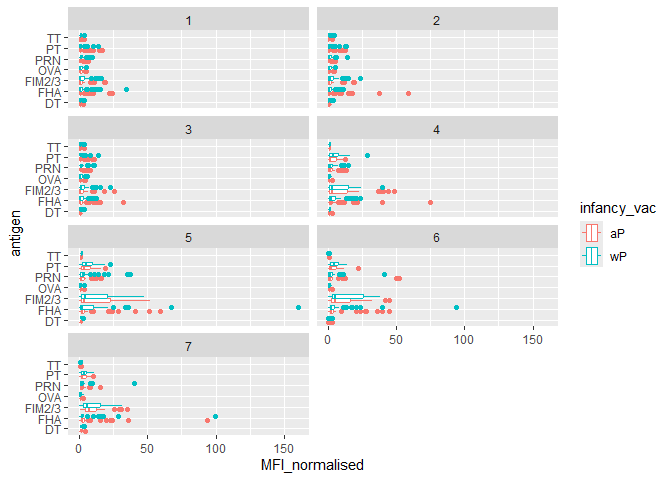 1
2
TT
PT
PRN
OVA
FIM2/3
FHA
DT
3
4
TT
PT
PRN
OVA
FIM2/3
FHA
DT
antigen
5
6
TT
PT
PRN
OVA
FIM2/3
FHA
DT
7
0
50
100
150
TT
PT
PRN
OVA
FIM2/3
FHA
DT
0
50
100
150
MFI_normalised
infancy_vac
aP
wP